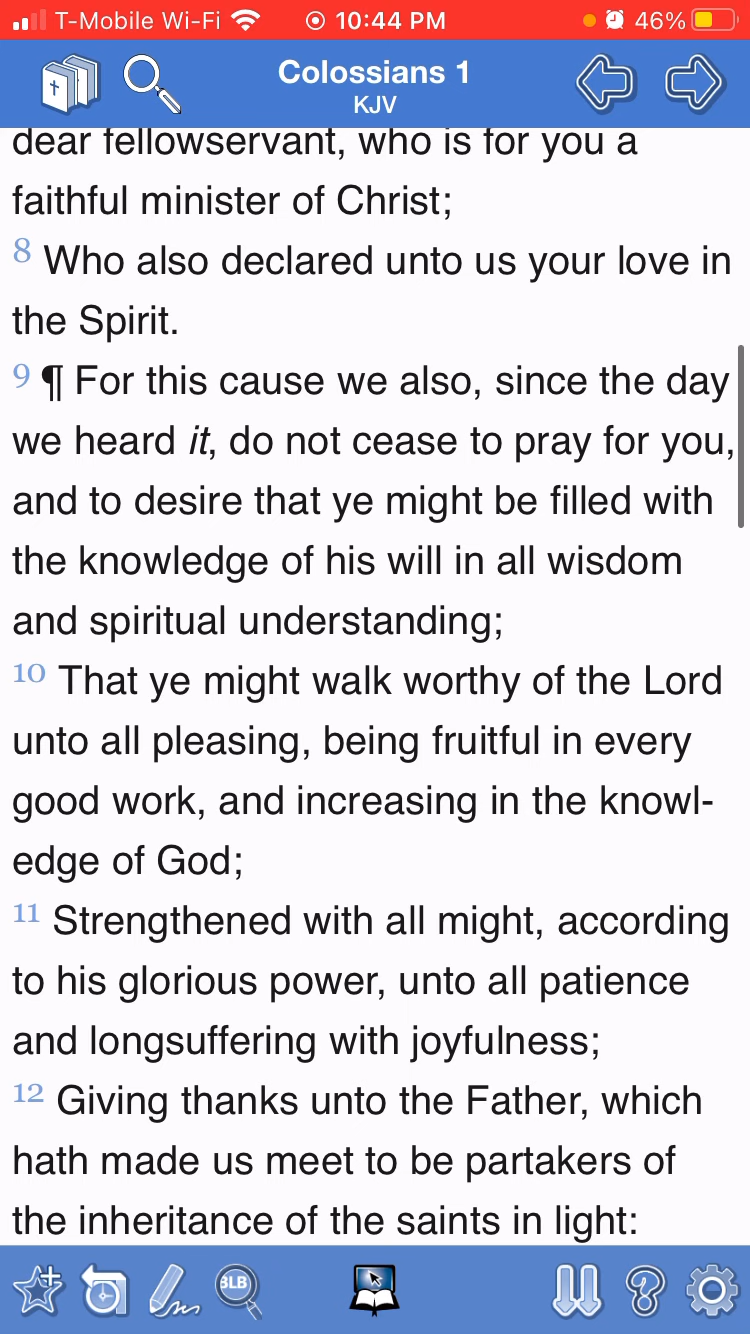 T-Mobile Wi-Fi 10:44 PM 46%
Colossians 1
KJV
dear fellowservant, who is for you a
faithful minister of Christ;
8 Who also declared unto us your love in
the Spirit.
9 ¶ For this cause we also, since the day
we heard it, do not cease to pray for you,
and to desire that ye might be filled with
the knowledge of his will in all wisdom
and spiritual understanding;
10 That ye might walk worthy of the Lord
unto all pleasing, being fruitful in every
good work, and increasing in the knowl-
edge of God;
11 Strengthened with all might, according
to his glorious power, unto all patience
and longsuffering with joyfulness;
12 Giving thanks unto the Father, which
hath made us meet to be partakers of
the inheritance of the saints in light:
BLB